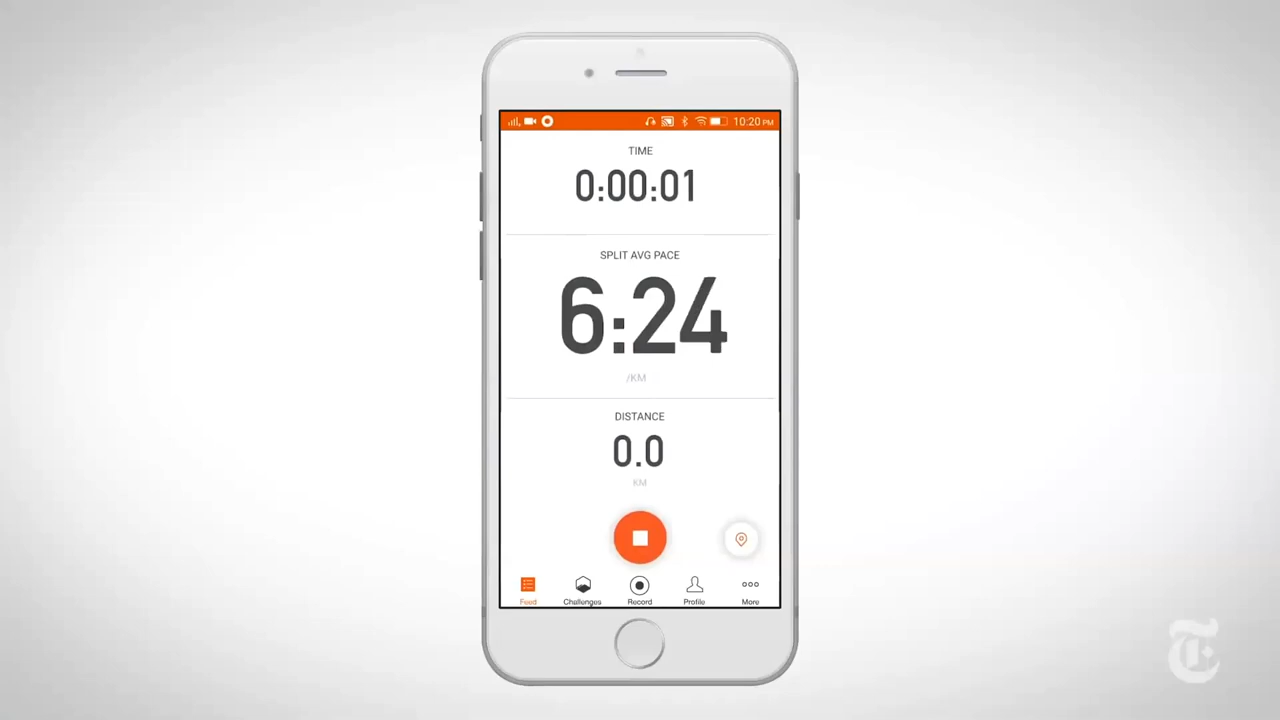 10:20 PM
TIME
0:00:01
SPLIT AVG PACE
6:24
/KM
DISTANCE
0.0
KM
Feed Challenges Record Profile More
T